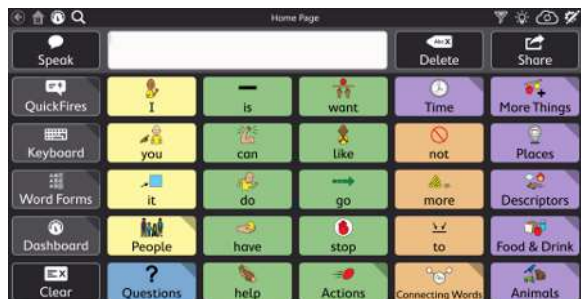 Home Page
Speak
Abc X
Delete
Share
QuickFires
I
is
want
Time
More Things
Keyboard
you
can
like
not
Places
Word Forms
it
do
go
more
Descriptors
Dashboard
People
have
stop
to
Food & Drink
Clear
? Questions
help
Actions
Connecting Words
Animals